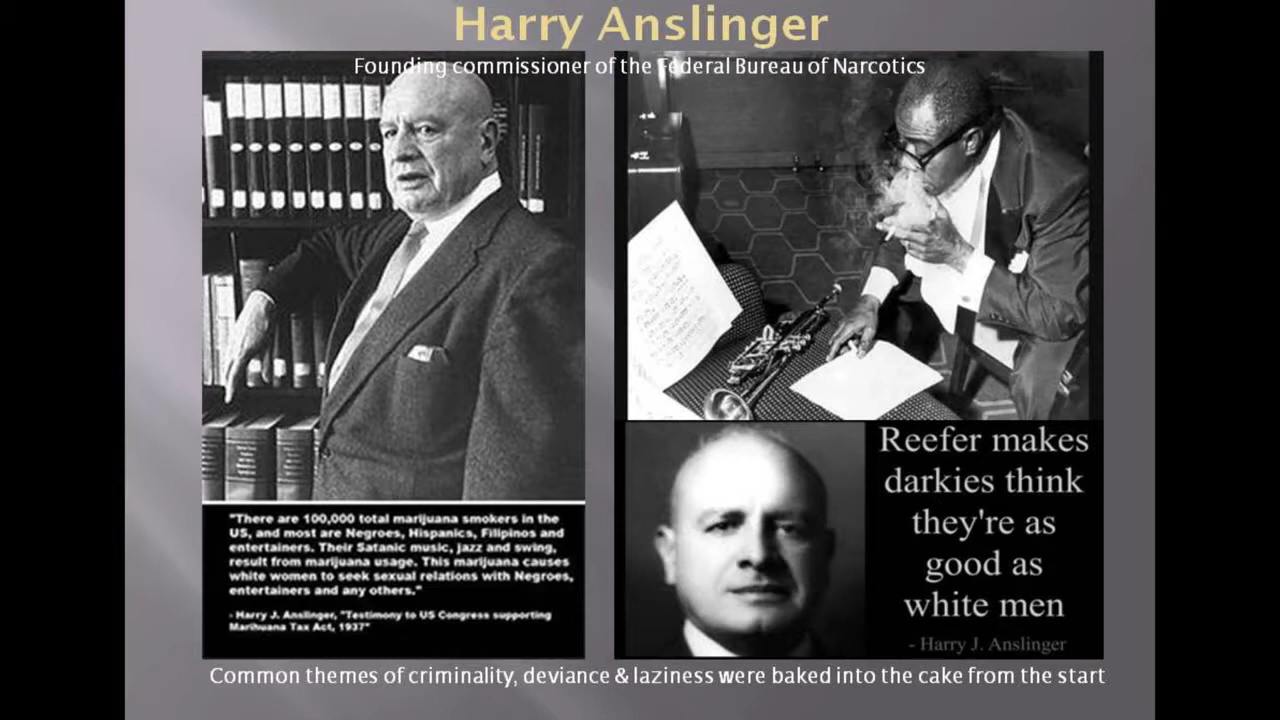 Harry Anslinger
Founding commissioner of the Federal Bureau of Narcotics
"There are 100,000 total marijuana smokers in the
US, and most are Negroes, Hispanics, Filipinos and
entertainers. Their Satanic music, jazz and swing,
result from marijuana usage. This marijuana causes
white women to seek sexual relations with Negroes,
entertainers and any others."
- Harry J. Anslinger, "Testimony to US Congress supporting
Marihuana Tax Act, 1937"
Reefer makes
darkies think
they're as
good as
white men
- Harry J. Anslinger
Common themes of criminality, deviance & laziness were baked into the cake from the start